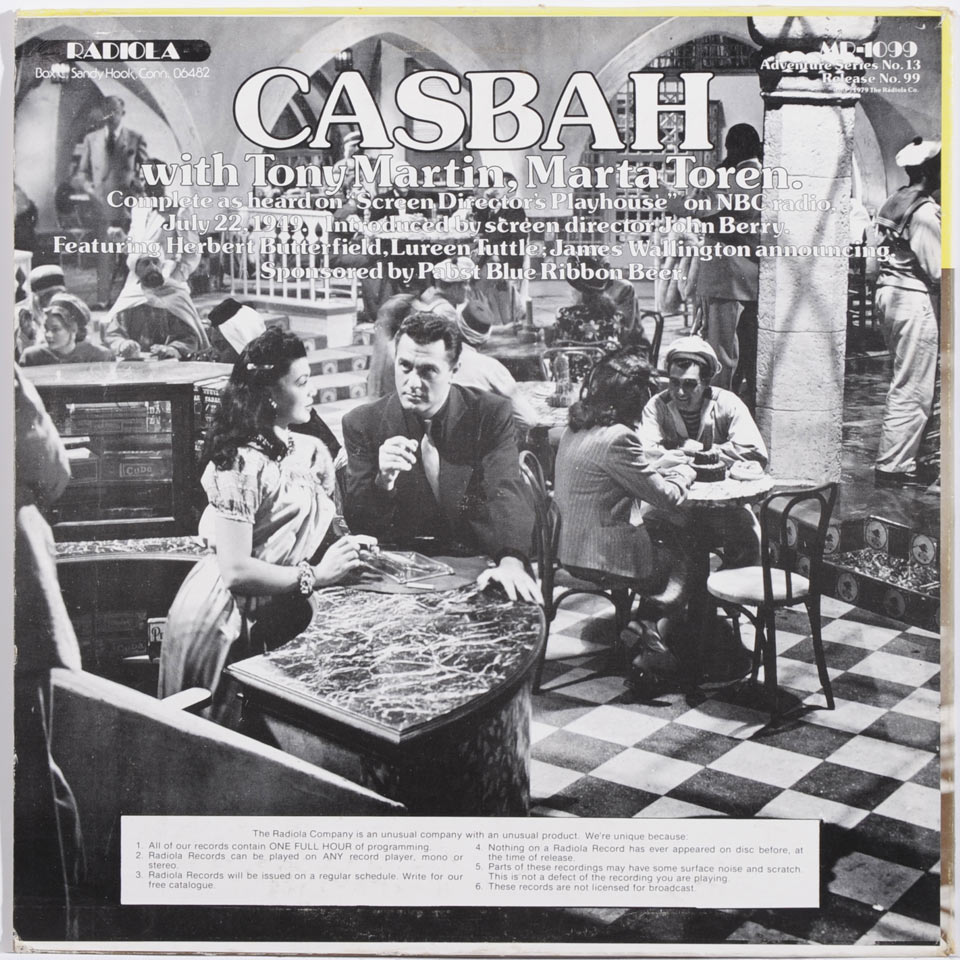 RADIOLA
Box C, Sandy Hook, Conn. 06482
MR-1099
Adventure Series No. 13
Release No. 99
1979 The Radiola Co.
CASBAH
with Tony Martin, Marta Toren.
Complete as heard on "Screen Director's Playhouse" on NBC radio,
July 22, 1949. Introduced by screen director John Berry.
Featuring Herbert Butterfield, Lureen Tuttle; James Wallington announcing.
Sponsored by Pabst Blue Ribbon Beer.
Cuba
The Radiola Company is an unusual company with an unusual product. We're unique because:
1. All of our records contain ONE FULL HOUR of programming.
2. Radiola Records can be played on ANY record player, mono or
stereo.
3. Radiola Records will be issued on a regular schedule. Write for our
free catalogue.
4. Nothing on a Radiola Record has ever appeared on disc before, at
the time of release.
5. Parts of these recordings may have some surface noise and scratch.
This is not a defect of the recording you are playing.
6. These records are not licensed for broadcast.